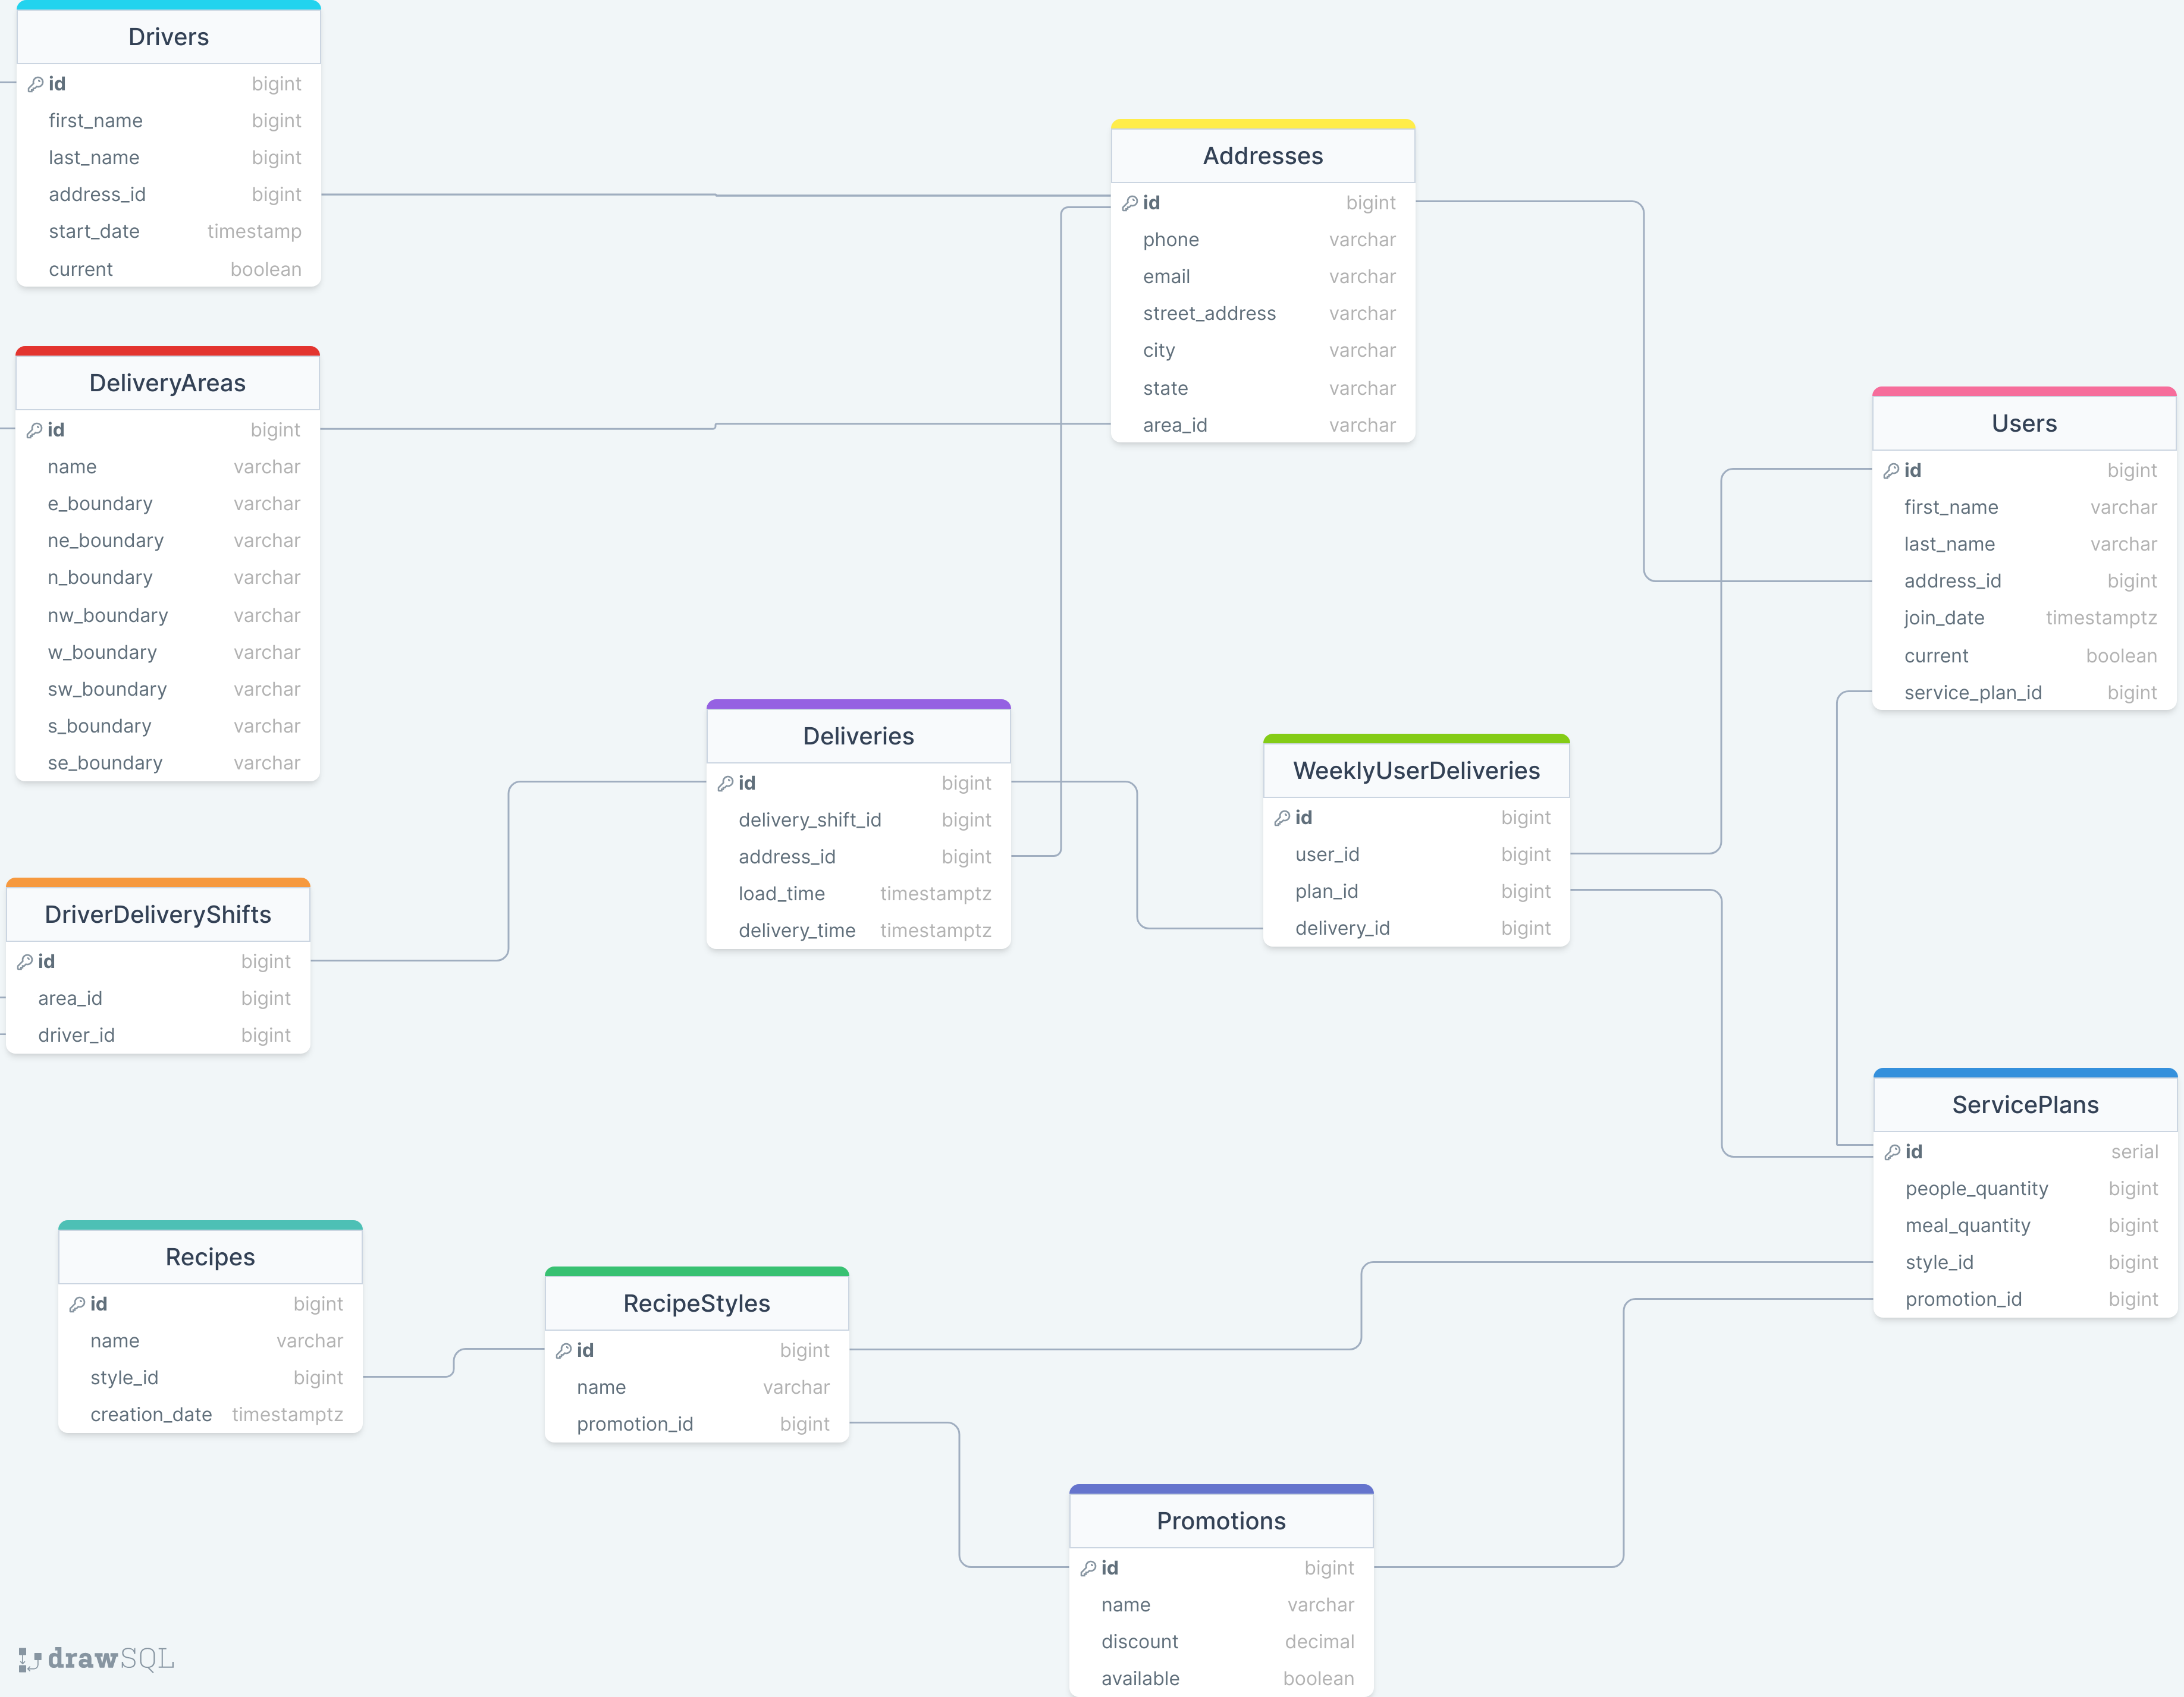 Drivers
id bigint
first_name bigint
last_name bigint
address_id bigint
start_date timestamp
current boolean
Addresses
id bigint
phone varchar
email varchar
street_address varchar
city varchar
state varchar
area_id varchar
DeliveryAreas
id bigint
name varchar
e_boundary varchar
ne_boundary varchar
n_boundary varchar
nw_boundary varchar
w_boundary varchar
sw_boundary varchar
s_boundary varchar
se_boundary varchar
Users
id bigint
first_name varchar
last_name varchar
address_id bigint
join_date timestamptz
current boolean
service_plan_id bigint
Deliveries
id bigint
delivery_shift_id bigint
address_id bigint
load_time timestamptz
delivery_time timestamptz
WeeklyUserDeliveries
id bigint
user_id bigint
plan_id bigint
delivery_id bigint
DriverDeliveryShifts
id bigint
area_id bigint
driver_id bigint
ServicePlans
id serial
people_quantity bigint
meal_quantity bigint
style_id bigint
promotion_id bigint
Recipes
id bigint
name varchar
style_id bigint
creation_date timestamptz
RecipeStyles
id bigint
name varchar
promotion_id bigint
Promotions
id bigint
name varchar
discount decimal
available boolean
drawSQL